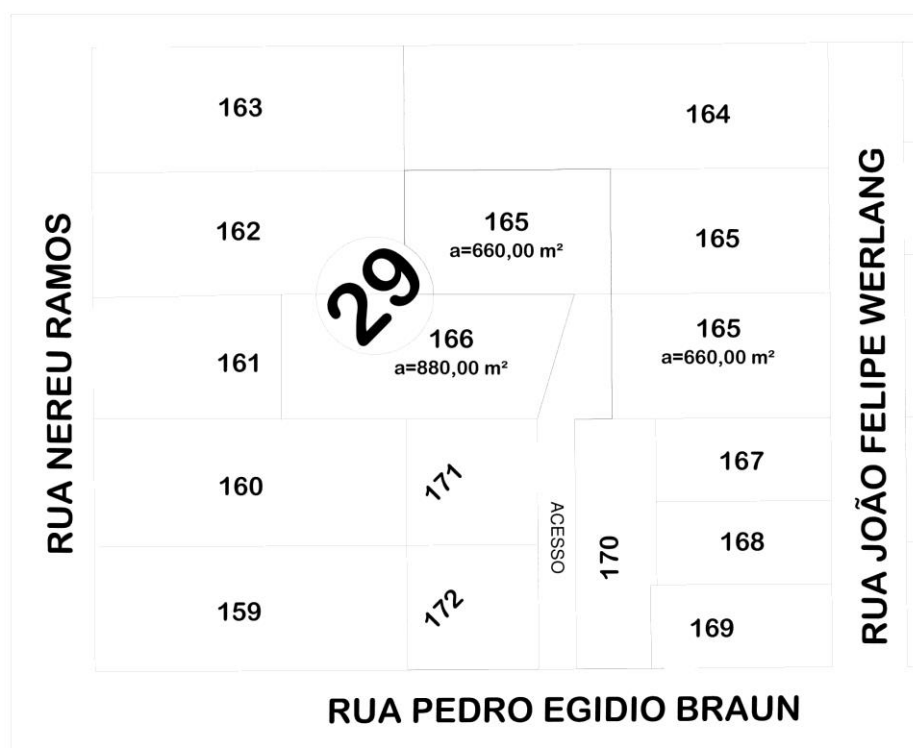 163
164
162
165
a=660,00 m²
165
29
161
166
a=880,00 m²
165
a=660,00 m²
RUA NEREU RAMOS
RUA JOÃO FELIPE WERLANG
160
171
ACESSO
170
167
168
159
172
169
RUA PEDRO EGIDIO BRAUN